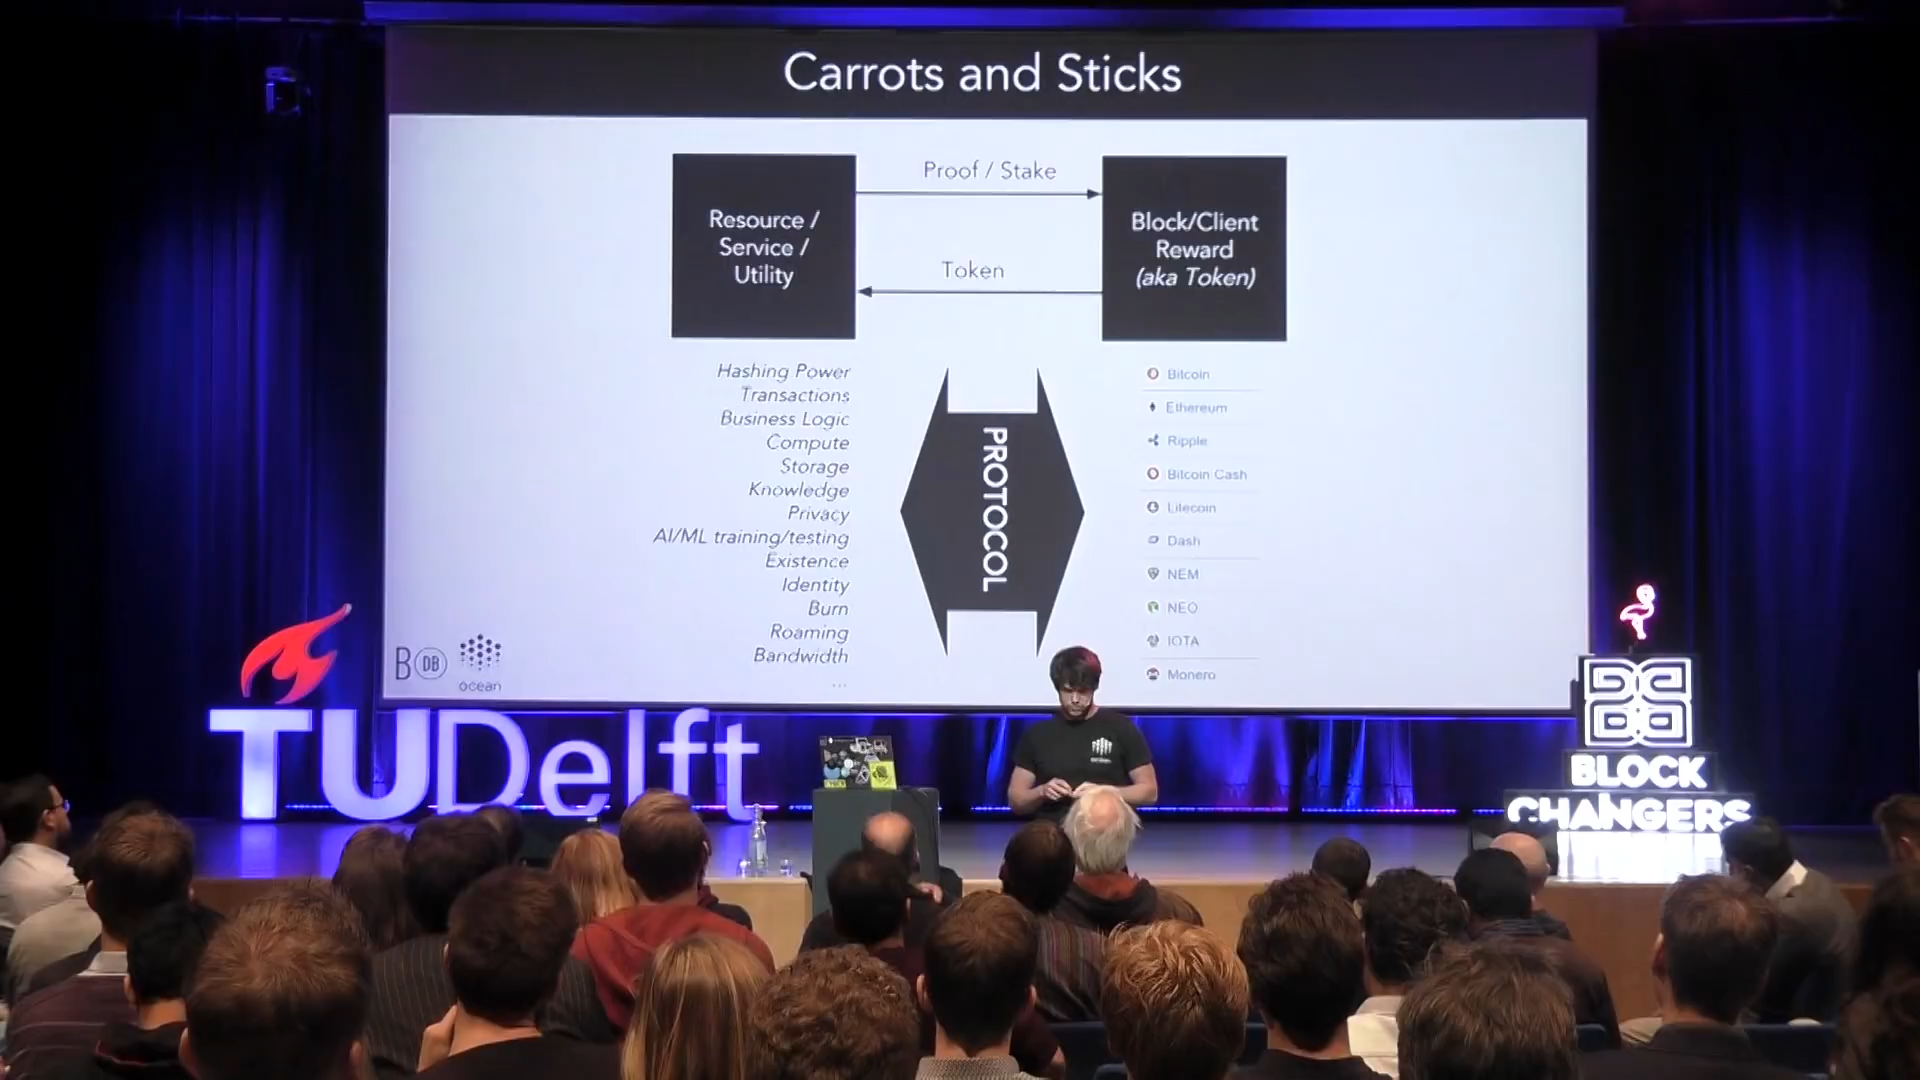 Carrots and Sticks
Resource /
Service /
Utility
Proof / Stake
Token
Block/Client
Reward
(aka Token)
Hashing Power
Transactions
Business Logic
Compute
Storage
Knowledge
Privacy
AI/ML training/testing
Existence
Identity
Burn
Roaming
Bandwidth
...
PROTOCOL
Bitcoin
Ethereum
Ripple
Bitcoin Cash
Litecoin
Dash
NEM
NEO
IOTA
Monero
B DB
ocean
TUDelft
BLOCK
CHANGERS